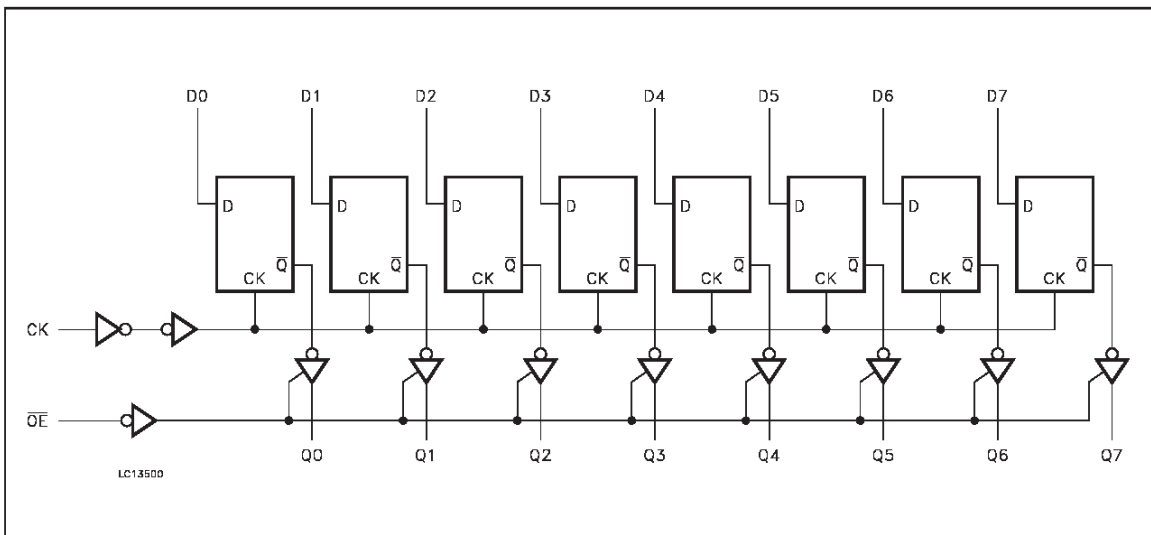 D0 D1 D2 D3 D4 D5 D6 D7
D D D D D D D D
Q̅ Q̅ Q̅ Q̅ Q̅ Q̅ Q̅ Q̅
CK CK CK CK CK CK CK CK
CK
O̅E̅
Q0 Q1 Q2 Q3 Q4 Q5 Q6 Q7
LC13500